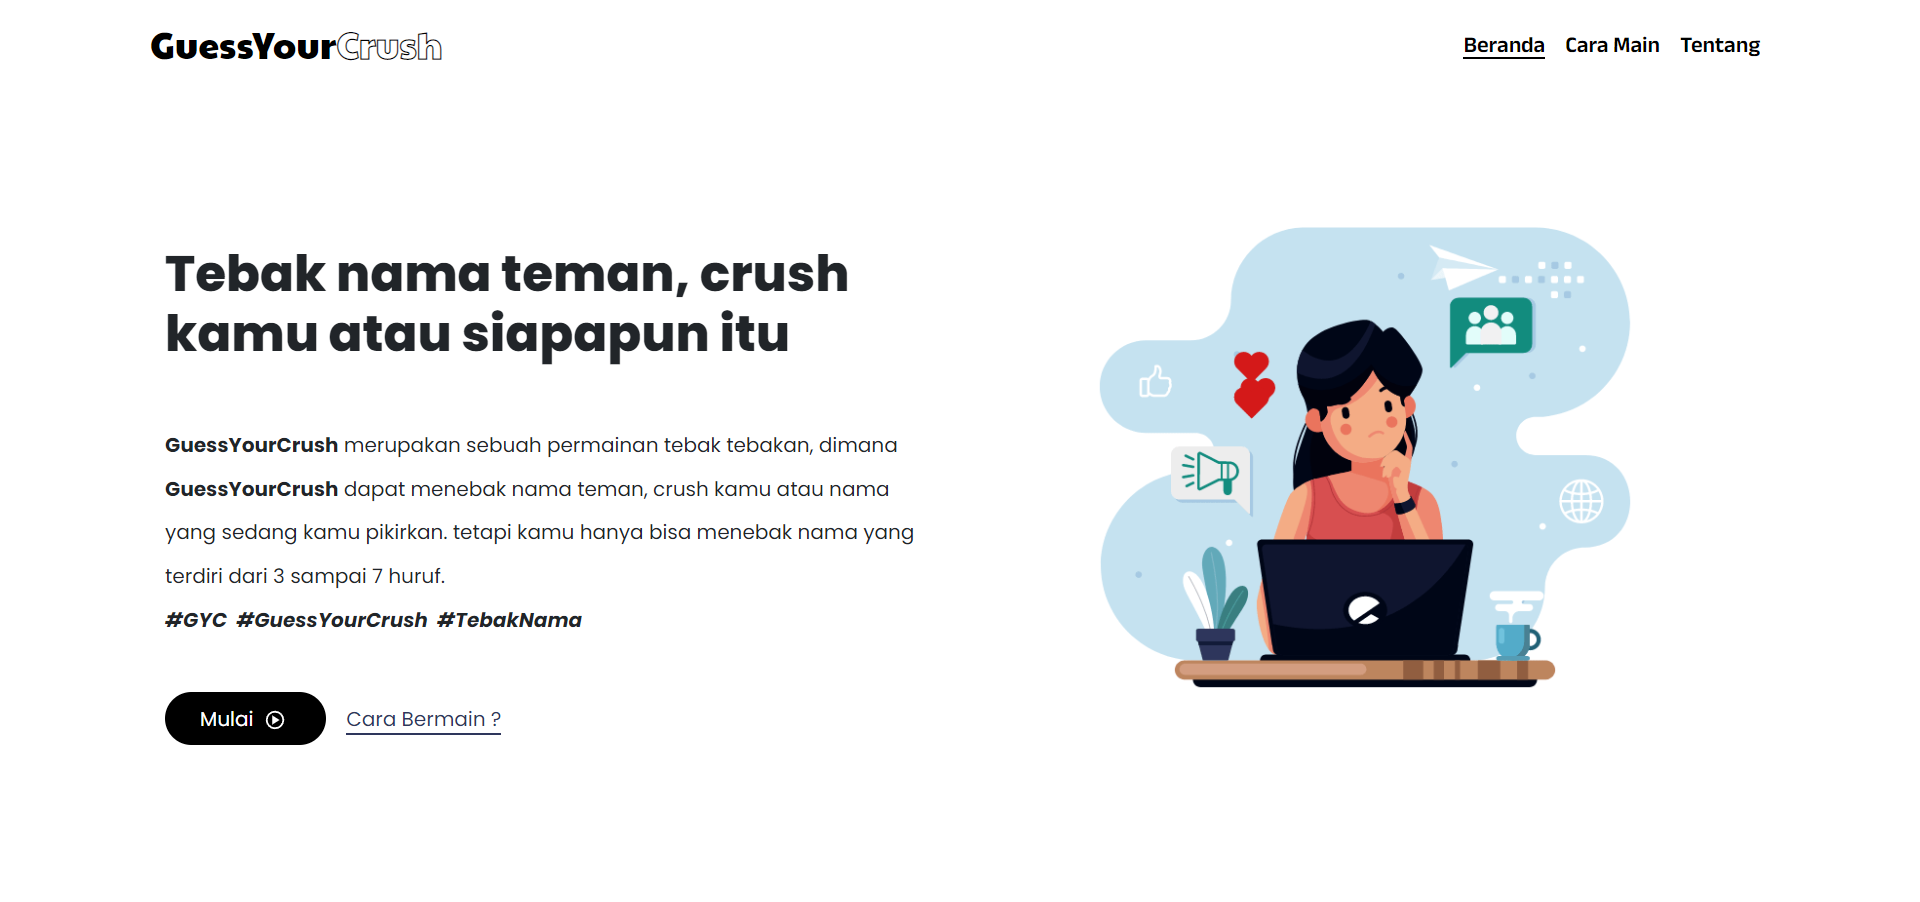 GuessYourCrush
Beranda Cara Main Tentang
Tebak nama teman, crush
kamu atau siapapun itu
GuessYourCrush merupakan sebuah permainan tebak tebakan, dimana
GuessYourCrush dapat menebak nama teman, crush kamu atau nama
yang sedang kamu pikirkan. tetapi kamu hanya bisa menebak nama yang
terdiri dari 3 sampai 7 huruf.
#GYC #GuessYourCrush #TebakNama
Mulai Cara Bermain ?